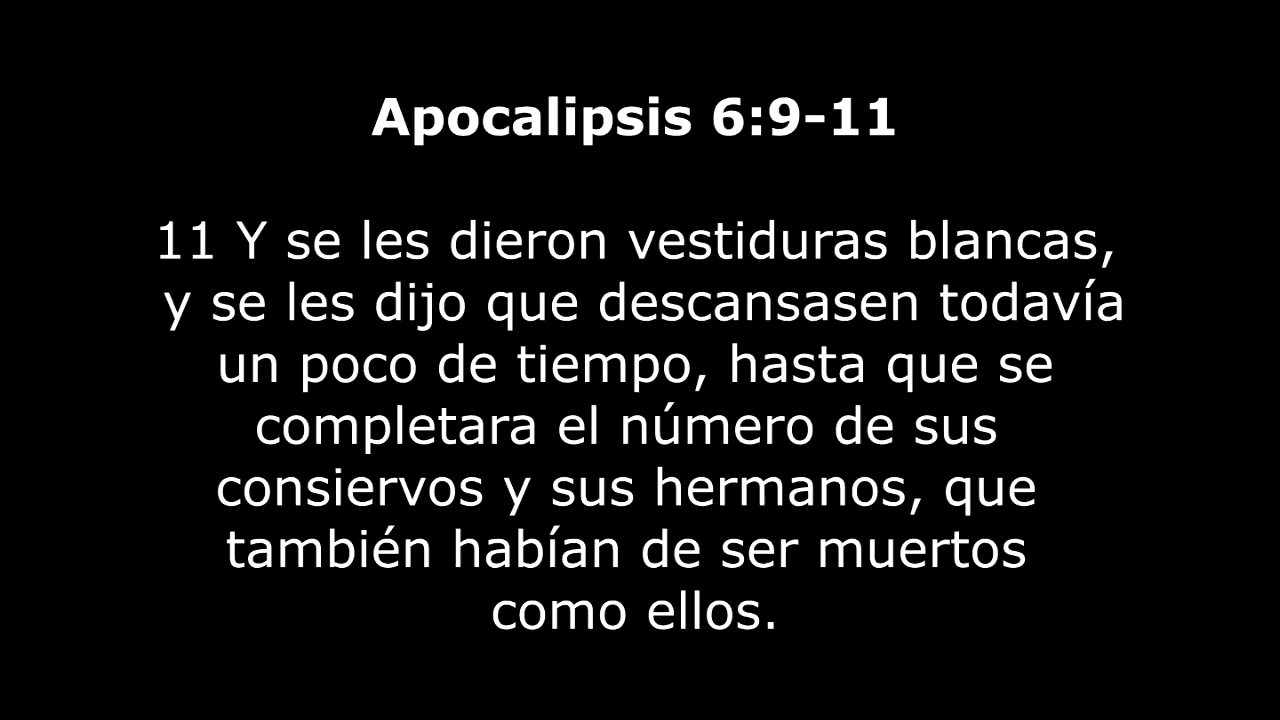 Apocalipsis 6:9-11
11 Y se les dieron vestiduras blancas,
y se les dijo que descansasen todavía
un poco de tiempo, hasta que se
completara el número de sus
consiervos y sus hermanos, que
también habían de ser muertos
como ellos.